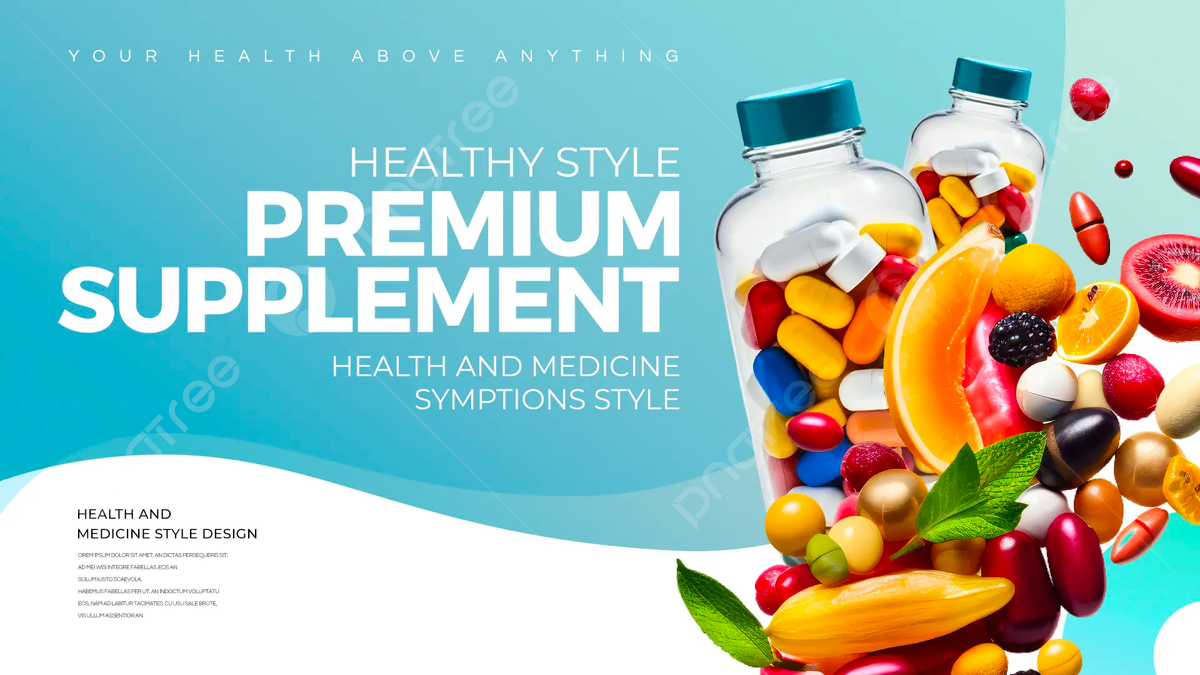 YOUR HEALTH ABOVE ANYTHING
HEALTHY STYLE
PREMIUM
SUPPLEMENT
HEALTH AND MEDICINE
SYMPTIONS STYLE
HEALTH AND
MEDICINE STYLE DESIGN
OREM IPSUM DOLOR SIT AMET, AN DICTAS PERSEQUERIS SIT,
AD MEI WISI INTEGRE FABELLAS, EOS AN
SOLUM IUSTO SCAEVOLA.
HABEMUS FABELLAS PER UT. AN INDOCTUM VOLUPTATU
EOS, NAM AD LABITUR TACIMATES. CU USU SALE BRUTE,
VIS ULLUM ASSENTIOR AN.
pngtree
pngtree
pngtree